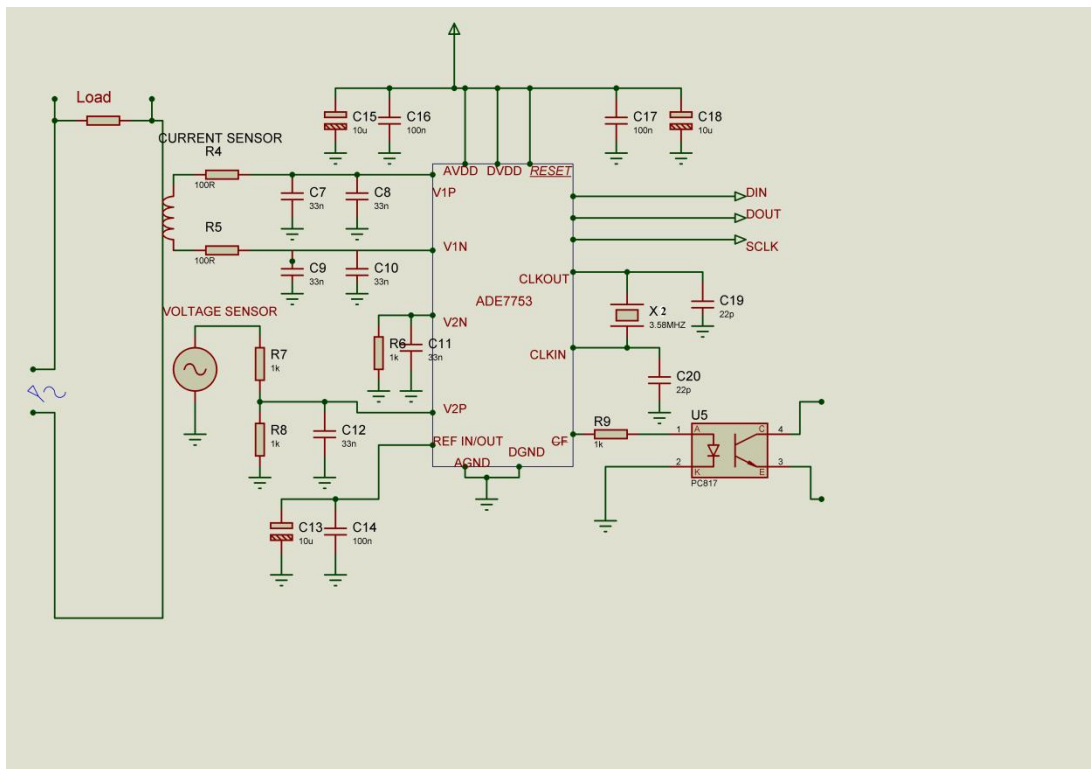 Load
CURRENT SENSOR
R4
100R
C15
10u
C16
100n
C17
100n
C18
10u
AVDD DVDD RESET
V1P
C7
33n
C8
33n
R5
100R
V1N
C9
33n
C10
33n
DIN
DOUT
SCLK
CLKOUT
ADE7753
X2
3.58MHZ
C19
22p
CLKIN
C20
22p
VOLTAGE SENSOR
V2N
R6
1k
C11
33n
R7
1k
V2P
R8
1k
C12
33n
REF IN/OUT
AGND
DGND
CF
R9
1k
U5
1
A
C
4
2
K
E
3
PC817
C13
10u
C14
100n